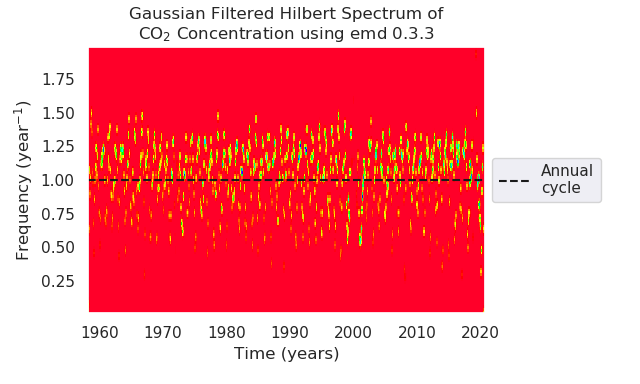 Gaussian Filtered Hilbert Spectrum of
CO₂ Concentration using emd 0.3.3
Frequency (year⁻¹)
1.75
1.50
1.25
1.00
0.75
0.50
0.25
1960 1970 1980 1990 2000 2010 2020
Time (years)
Annual
cycle